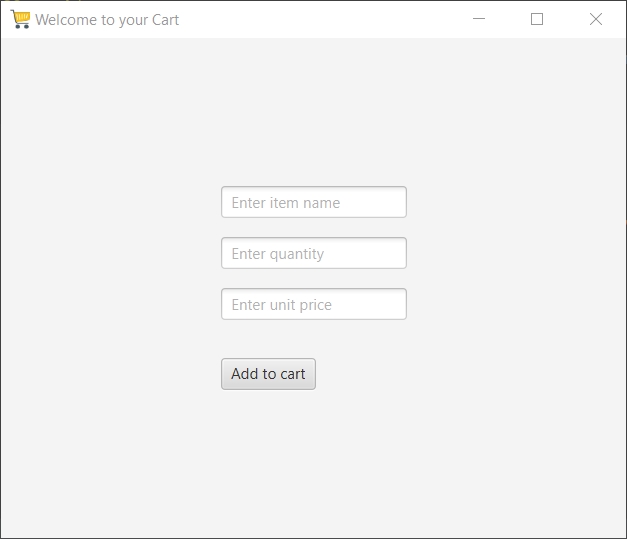 Welcome to your Cart
Enter item name
Enter quantity
Enter unit price
Add to cart